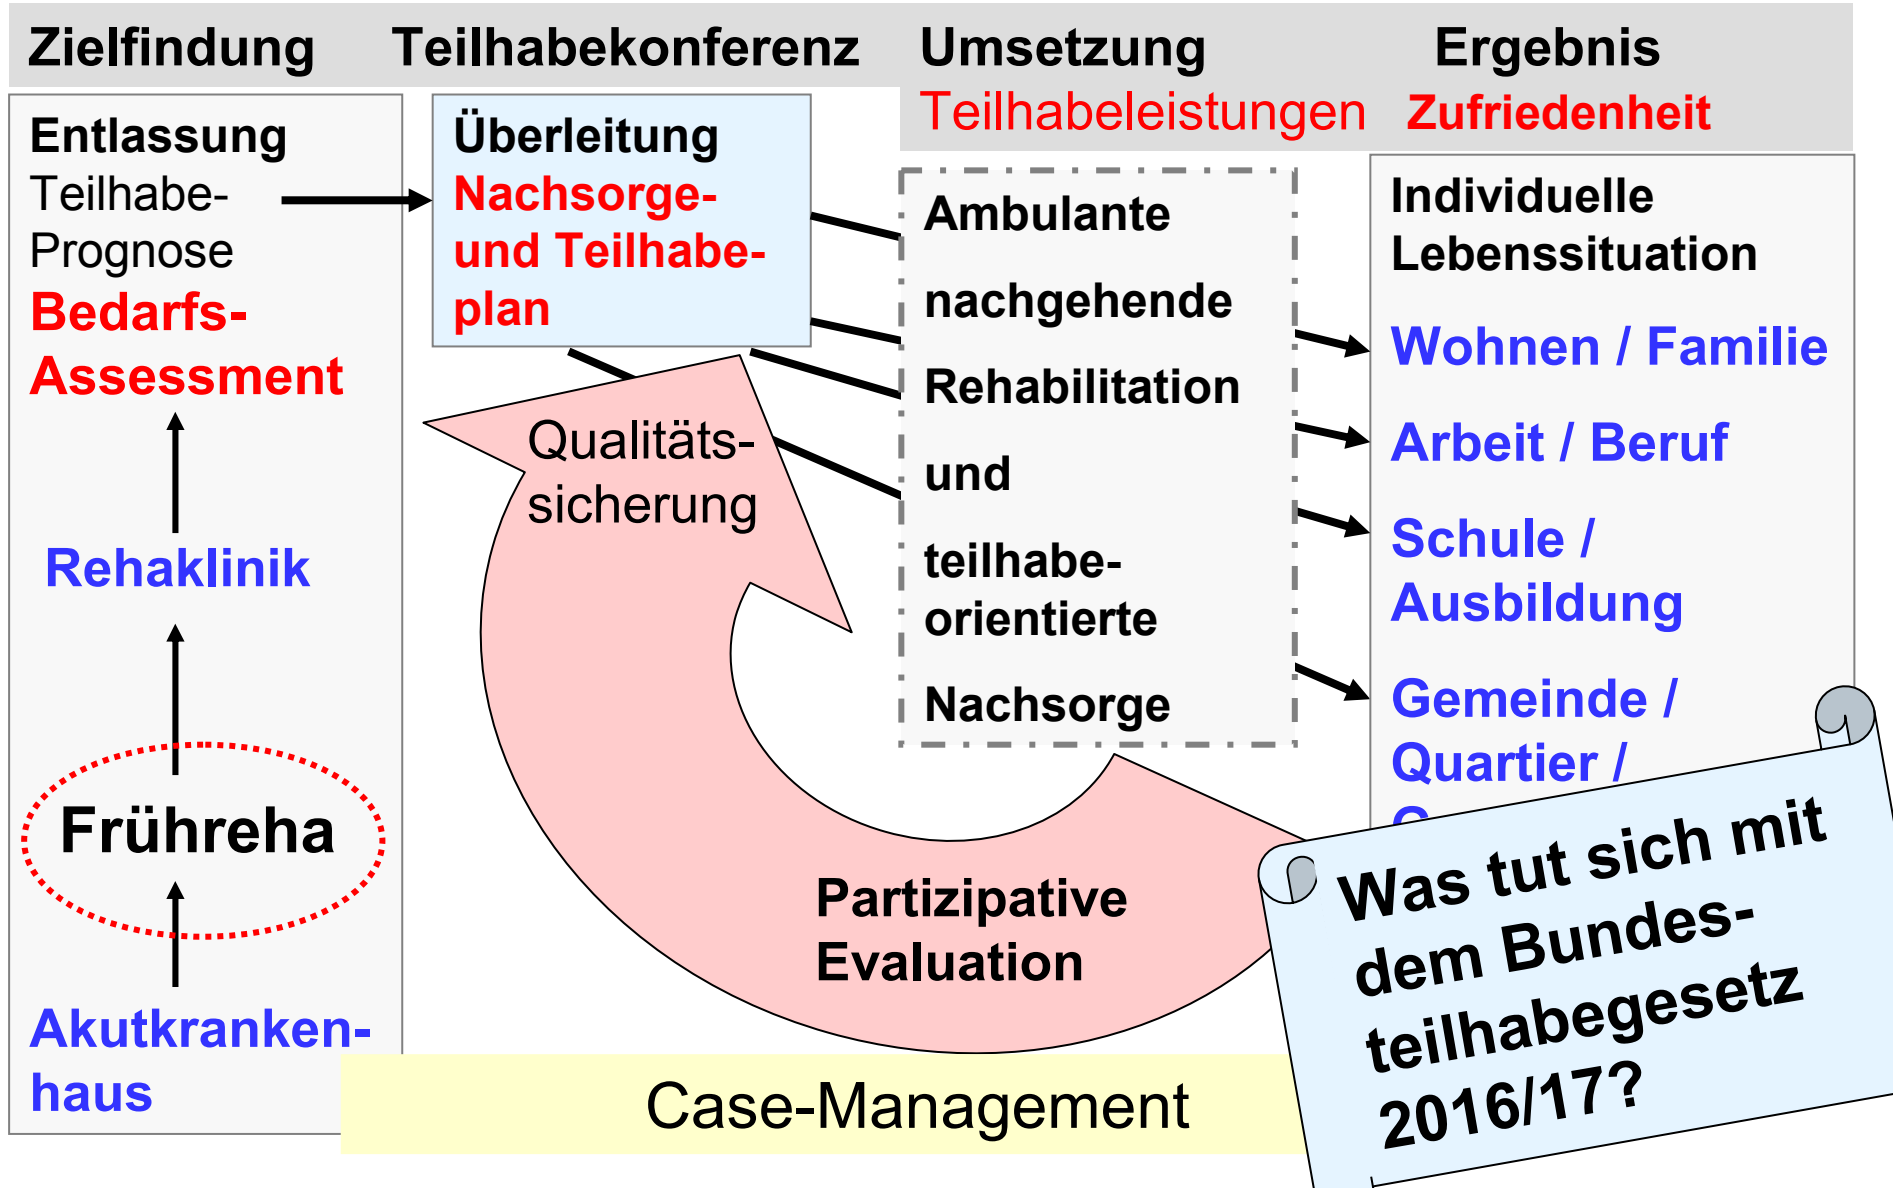 Zielfindung
Teilhabekonferenz
Umsetzung
Teilhabeleistungen
Ergebnis
Zufriedenheit
Entlassung
Teilhabe-
Prognose
Bedarfs-
Assessment
Rehaklinik
Frühreha
Akutkranken-
haus
Überleitung
Nachsorge-
und Teilhabe-
plan
Qualitäts-
sicherung
Partizipative
Evaluation
Ambulante
nachgehende
Rehabilitation
und
teilhabe-
orientierte
Nachsorge
Individuelle
Lebenssituation
Wohnen / Familie
Arbeit / Beruf
Schule /
Ausbildung
Gemeinde /
Quartier /
Was tut sich mit
dem Bundes-
teilhabegesetz
2016/17?
Case-Management